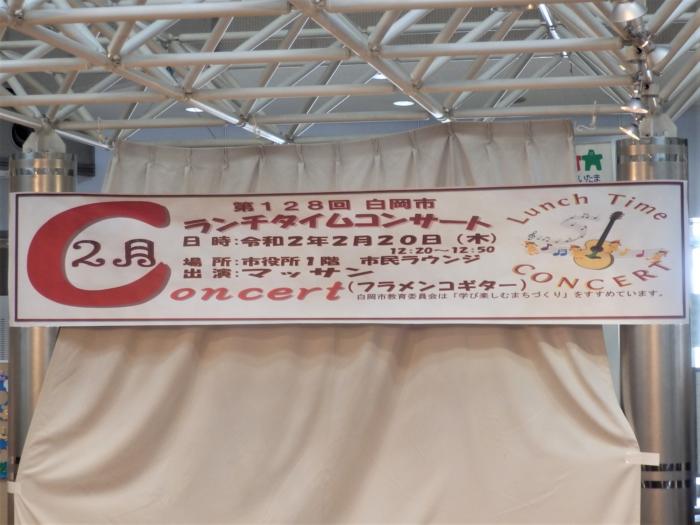 第128回 白岡市
ランチタイムコンサート
日時:令和2年2月20日(木)
12:20～12:50
場所:市役所1階 市民ラウンジ
出演:マッサン
(フラメンコギター)
白岡市教育委員会は「学び楽しむまちづくり」をすすめています。
2月
Concert
Lunch Time
CONCERT
いたま